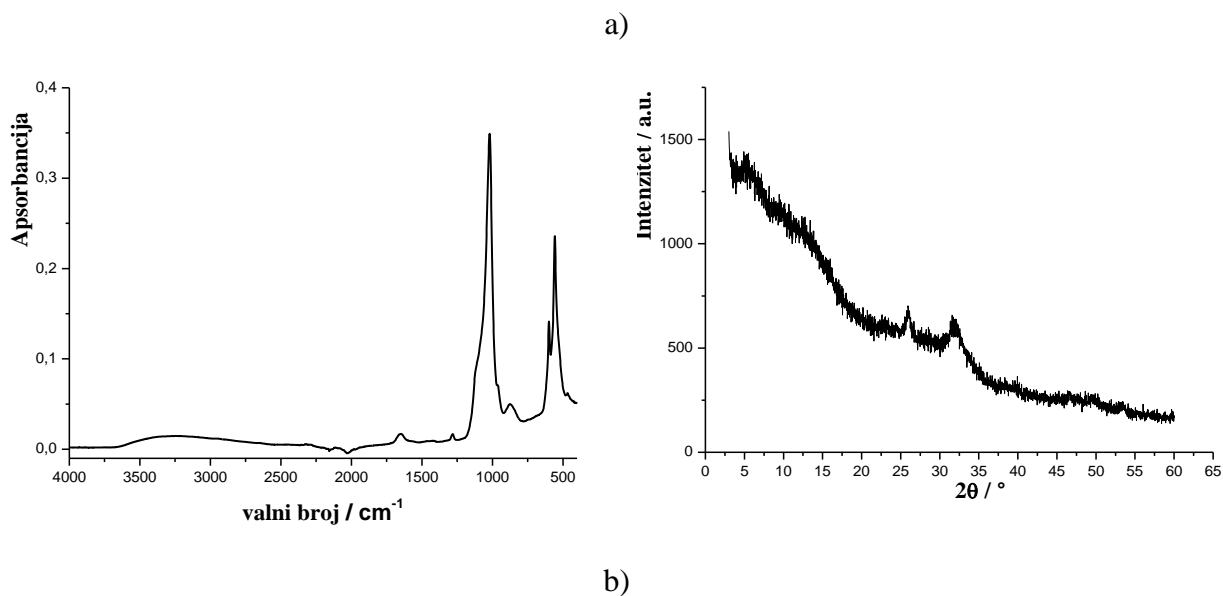 a)
0,4
0,3
0,2
0,1
0,0
Apsorbancija
4000 3500 3000 2500 2000 1500 1000 500
valni broj / cm⁻¹
1500
1000
500
0
Intenzitet / a.u.
0 5 10 15 20 25 30 35 40 45 50 55 60 65
2θ / °
b)